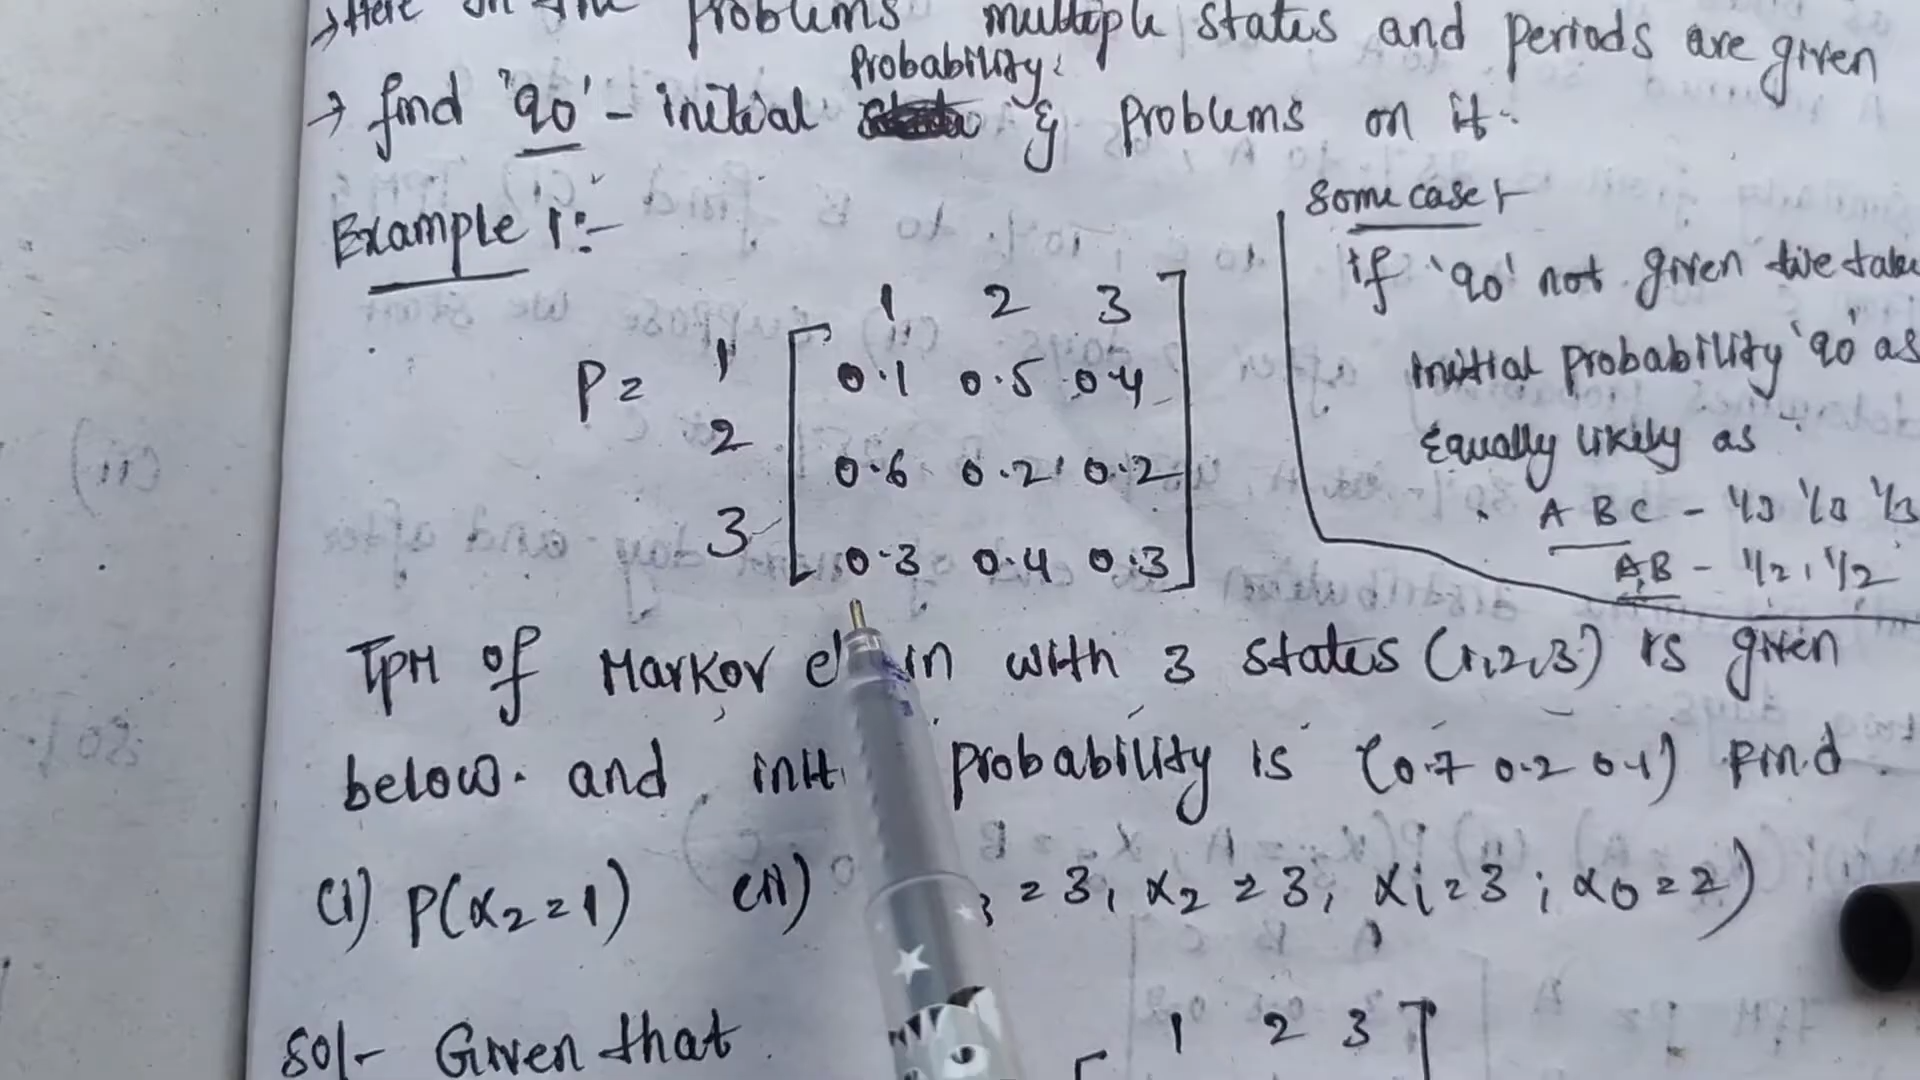 → Here in the problems multiple states and periods are given
→ find 'q0' - initial probability & problems on it.
Example 1:-
some case
if 'q0' not given we take
initial probability 'q0' as
Equally likely as
A B C - 1/3 1/3 1/3
A,B - 1/2, 1/2
1 2 3
P = 1 0.1 0.5 0.4
2 0.6 0.2 0.2
3 0.3 0.4 0.3
TPM of Markov in with 3 states (1,2,3) is given
below. and probability is (0.7 0.2 0.1) Find
(i) P(x2=1) (ii) 3 = 3, x2 = 3, x1 = 3, x0 = 2)
Sol- Given that
1 2 3